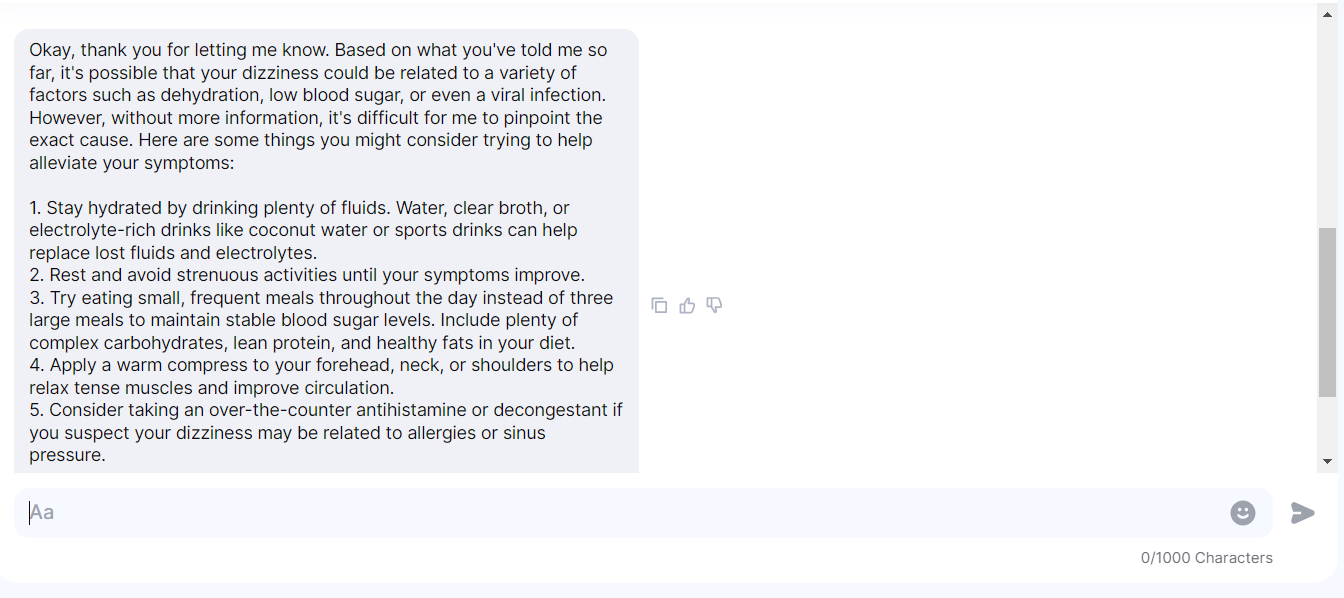 Okay, thank you for letting me know. Based on what you've told me so
far, it's possible that your dizziness could be related to a variety of
factors such as dehydration, low blood sugar, or even a viral infection.
However, without more information, it's difficult for me to pinpoint the
exact cause. Here are some things you might consider trying to help
alleviate your symptoms:
1. Stay hydrated by drinking plenty of fluids. Water, clear broth, or
electrolyte-rich drinks like coconut water or sports drinks can help
replace lost fluids and electrolytes.
2. Rest and avoid strenuous activities until your symptoms improve.
3. Try eating small, frequent meals throughout the day instead of three
large meals to maintain stable blood sugar levels. Include plenty of
complex carbohydrates, lean protein, and healthy fats in your diet.
4. Apply a warm compress to your forehead, neck, or shoulders to help
relax tense muscles and improve circulation.
5. Consider taking an over-the-counter antihistamine or decongestant if
you suspect your dizziness may be related to allergies or sinus
pressure.
Aa
0/1000 Characters